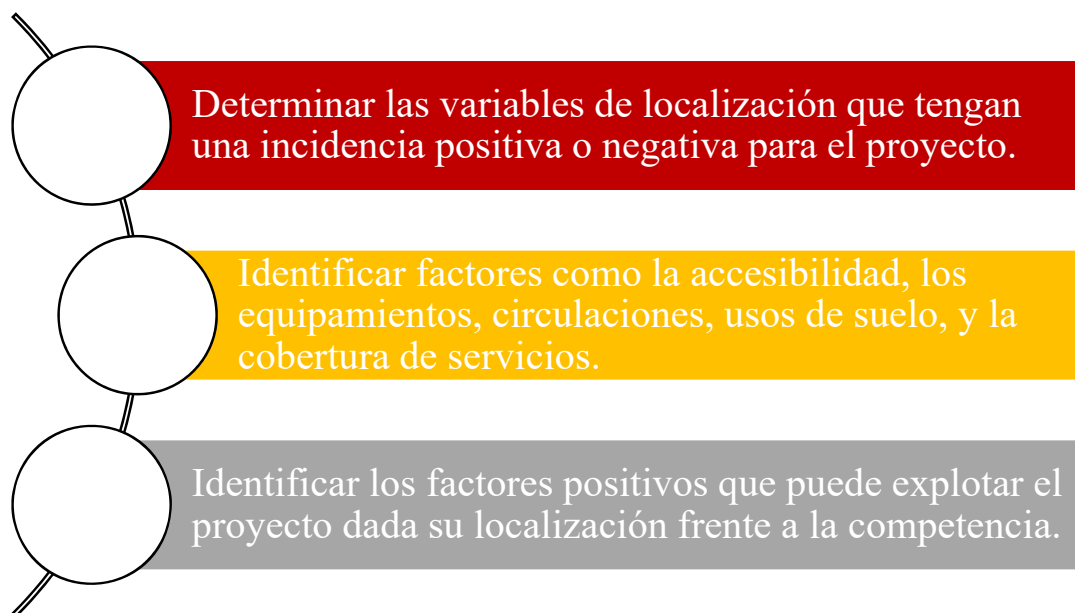 Determinar las variables de localización que tengan
una incidencia positiva o negativa para el proyecto.
Identificar factores como la accesibilidad, los
equipamientos, circulaciones, usos de suelo, y la
cobertura de servicios.
Identificar los factores positivos que puede explotar el
proyecto dada su localización frente a la competencia.